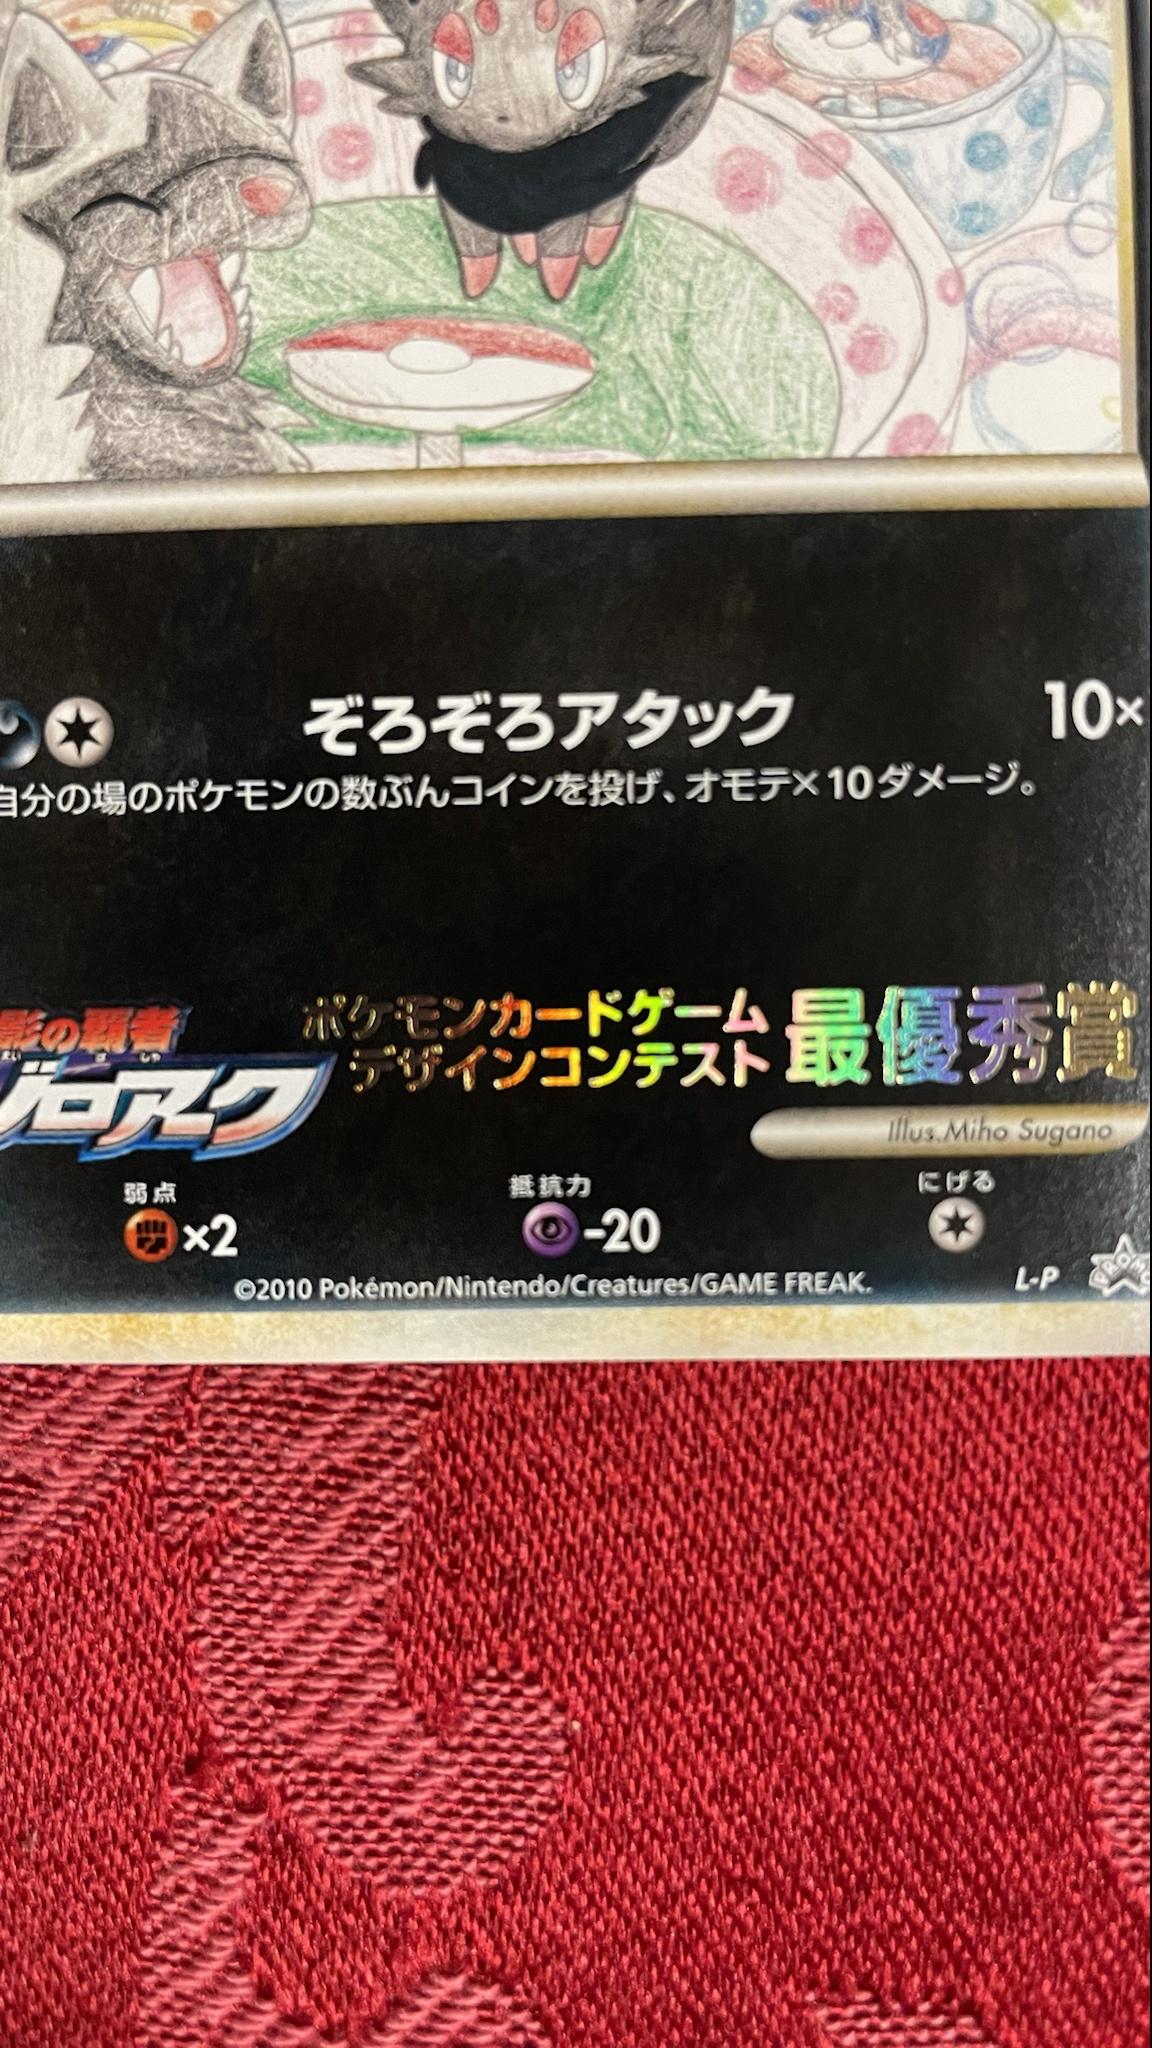 ぞろぞろアタック 10×
自分の場のポケモンの数ぶんコインを投げ、オモテ×10ダメージ。
影の覇者
ゾロアーク
ポケモンカードゲーム
デザインコンテスト 最優秀賞
Illus.Miho Sugano
弱点 抵抗力 にげる
×2 -20
©2010 Pokémon/Nintendo/Creatures/GAME FREAK.
L-P PROMO